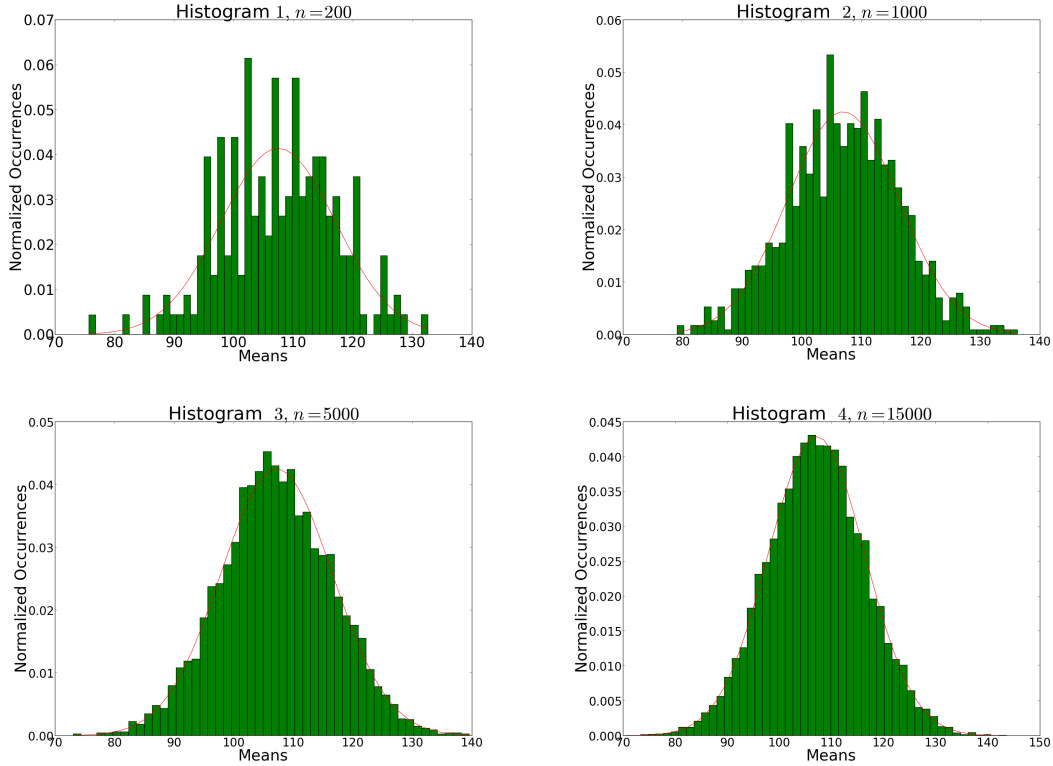 Histogram 1, n=200
0.07
0.06
0.05
0.04
0.03
0.02
0.01
0.00
Normalized Occurrences
70 80 90 100 110 120 130 140
Means
Histogram 2, n=1000
0.06
0.05
0.04
0.03
0.02
0.01
0.00
Normalized Occurrences
70 80 90 100 110 120 130 140
Means
Histogram 3, n=5000
0.05
0.04
0.03
0.02
0.01
0.00
Normalized Occurrences
70 80 90 100 110 120 130 140
Means
Histogram 4, n=15000
0.045
0.040
0.035
0.030
0.025
0.020
0.015
0.010
0.005
0.000
Normalized Occurrences
70 80 90 100 110 120 130 140 150
Means